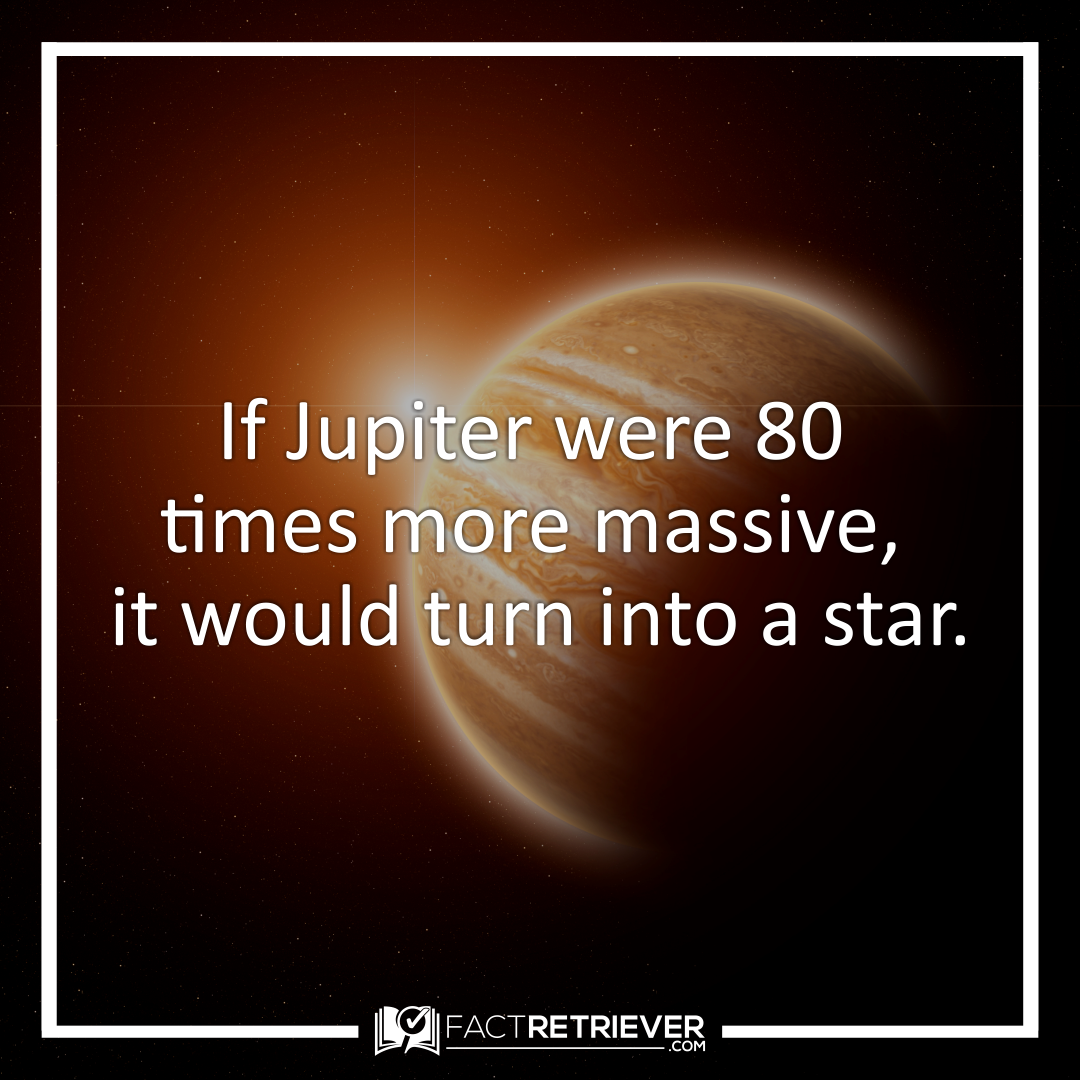 If Jupiter were 80
times more massive,
it would turn into a star.
FACTRETRIEVER
.COM